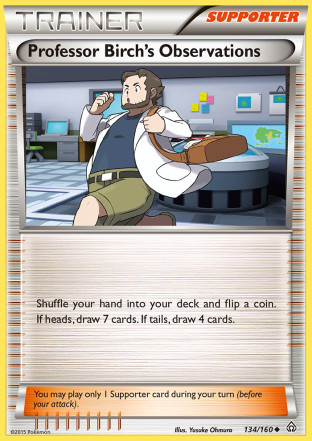 TRAINER SUPPORTER
Professor Birch's Observations
Shuffle your hand into your deck and flip a coin.
If heads, draw 7 cards. If tails, draw 4 cards.
You may play only 1 Supporter card during your turn (before
your attack).
©2015 Pokémon Illus. Yusuke Ohmura 134/160